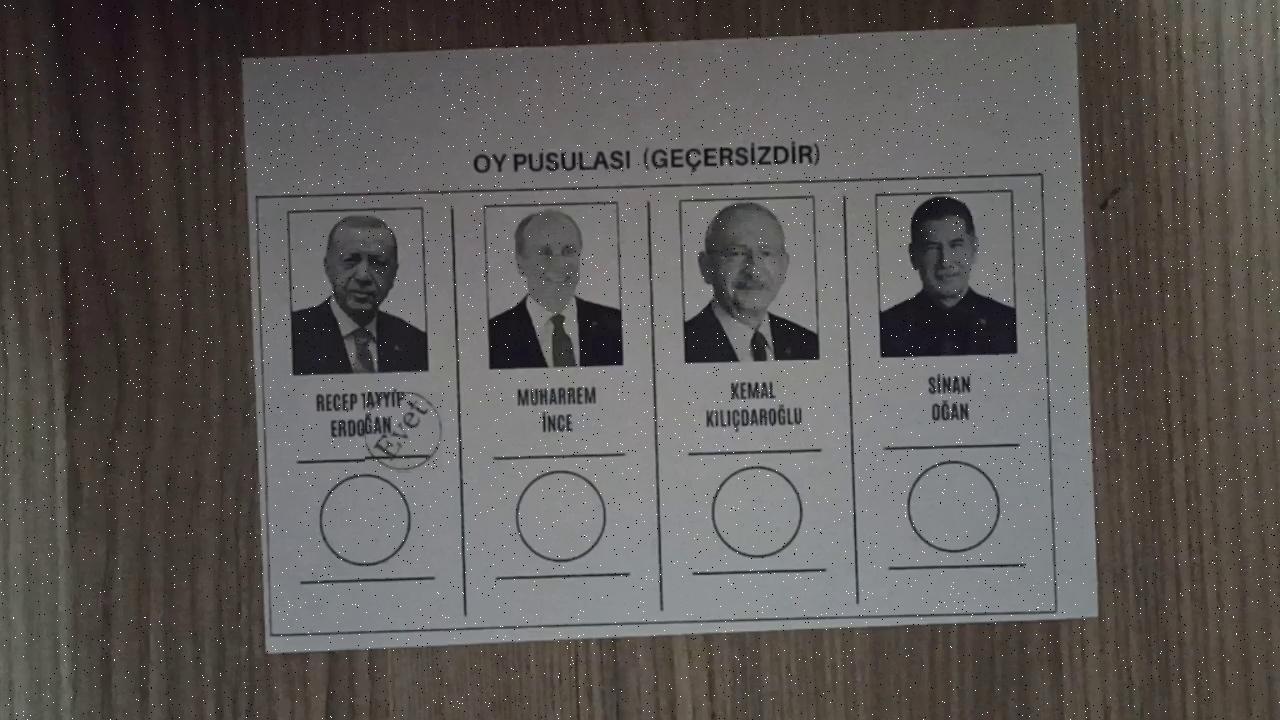 OY PUSULASI (GEÇERSİZDİR)
RECEP TAYYİP
ERDOĞAN
Evet
MUHARREM
İNCE
KEMAL
KILIÇDAROĞLU
SİNAN
OĞAN